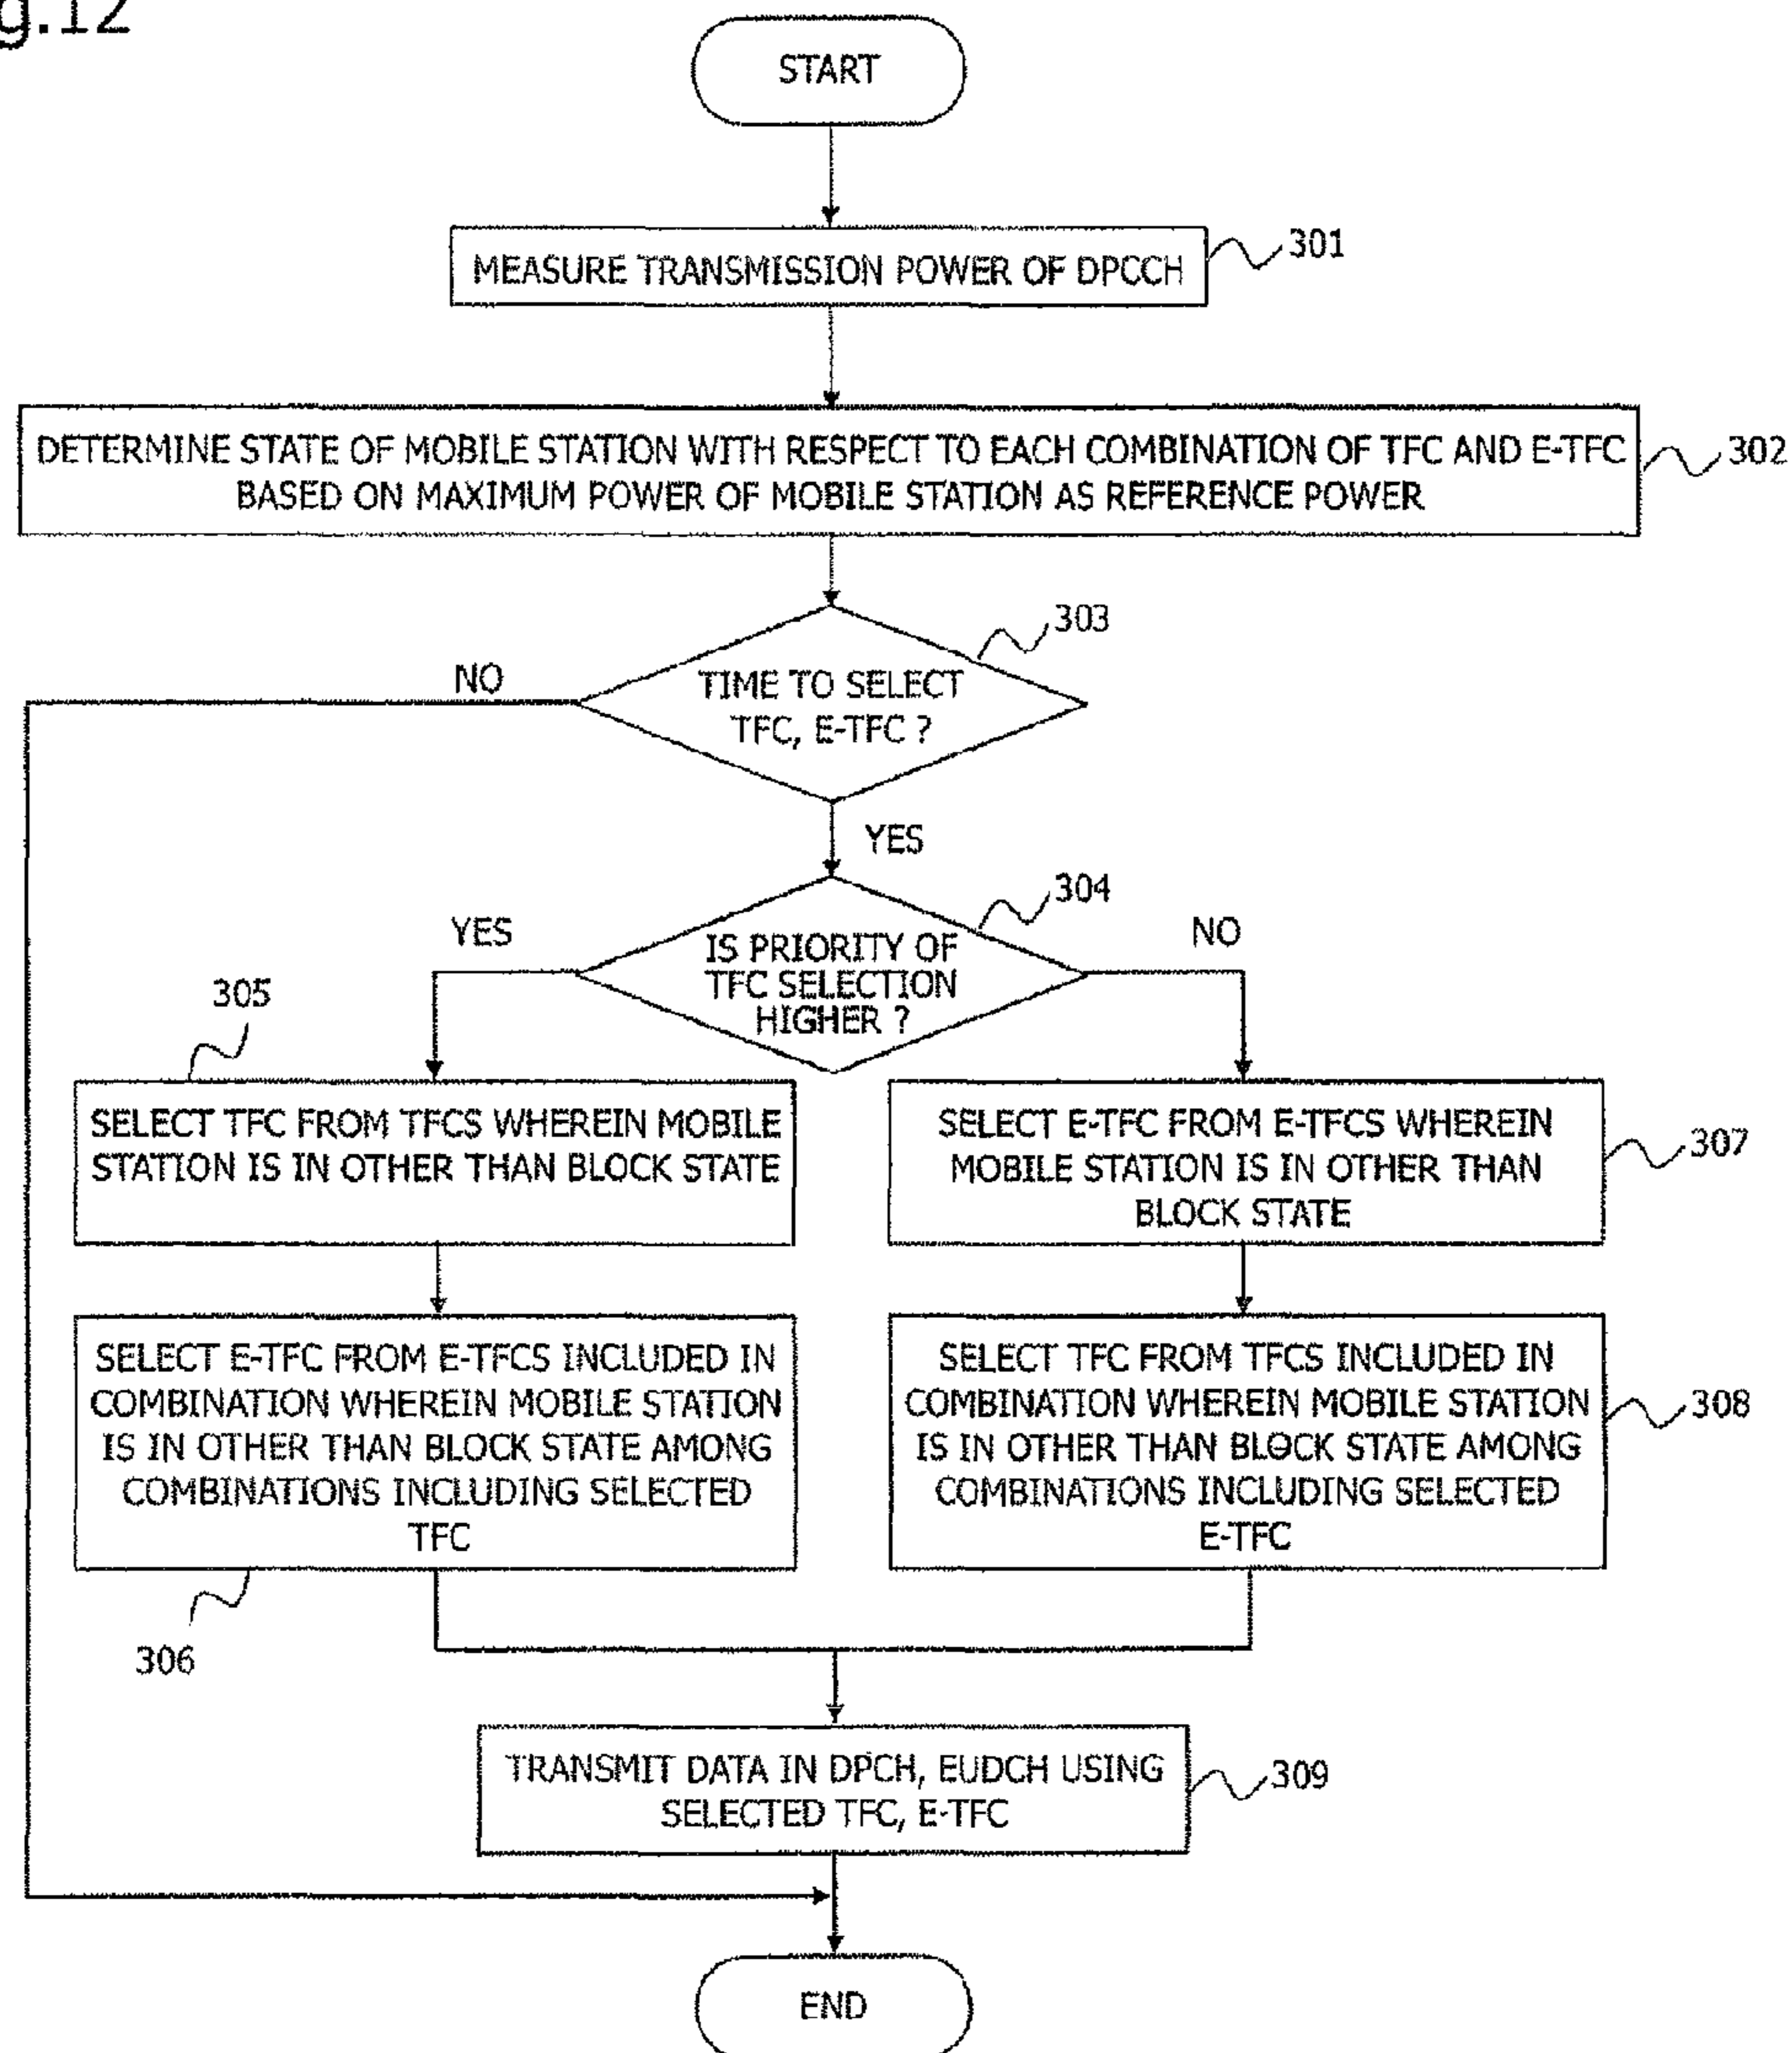 g.12
START
MEASURE TRANSMISSION POWER OF DPCCH
301
DETERMINE STATE OF MOBILE STATION WITH RESPECT TO EACH COMBINATION OF TFC AND E-TFC
BASED ON MAXIMUM POWER OF MOBILE STATION AS REFERENCE POWER
302
303
TIME TO SELECT
TFC, E-TFC ?
NO
YES
304
IS PRIORITY OF
TFC SELECTION
HIGHER ?
YES
NO
305
SELECT TFC FROM TFCS WHEREIN MOBILE
STATION IS IN OTHER THAN BLOCK STATE
SELECT E-TFC FROM E-TFCS WHEREIN
MOBILE STATION IS IN OTHER THAN
BLOCK STATE
307
SELECT E-TFC FROM E-TFCS INCLUDED IN
COMBINATION WHEREIN MOBILE STATION
IS IN OTHER THAN BLOCK STATE AMONG
COMBINATIONS INCLUDING SELECTED
TFC
306
SELECT TFC FROM TFCS INCLUDED IN
COMBINATION WHEREIN MOBILE STATION
IS IN OTHER THAN BLOCK STATE AMONG
COMBINATIONS INCLUDING SELECTED
E-TFC
308
TRANSMIT DATA IN DPCH, EUDCH USING
SELECTED TFC, E-TFC
309
END